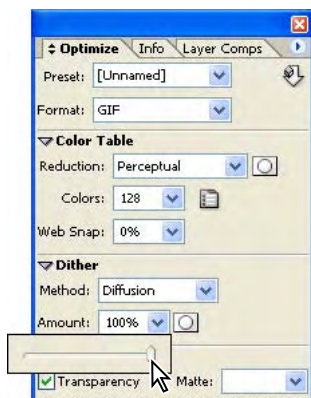 Optimize Info Layer Comps
Preset: [Unnamed]
Format: GIF
Color Table
Reduction: Perceptual
Colors: 128
Web Snap: 0%
Dither
Method: Diffusion
Amount: 100%
Transparency Matte: